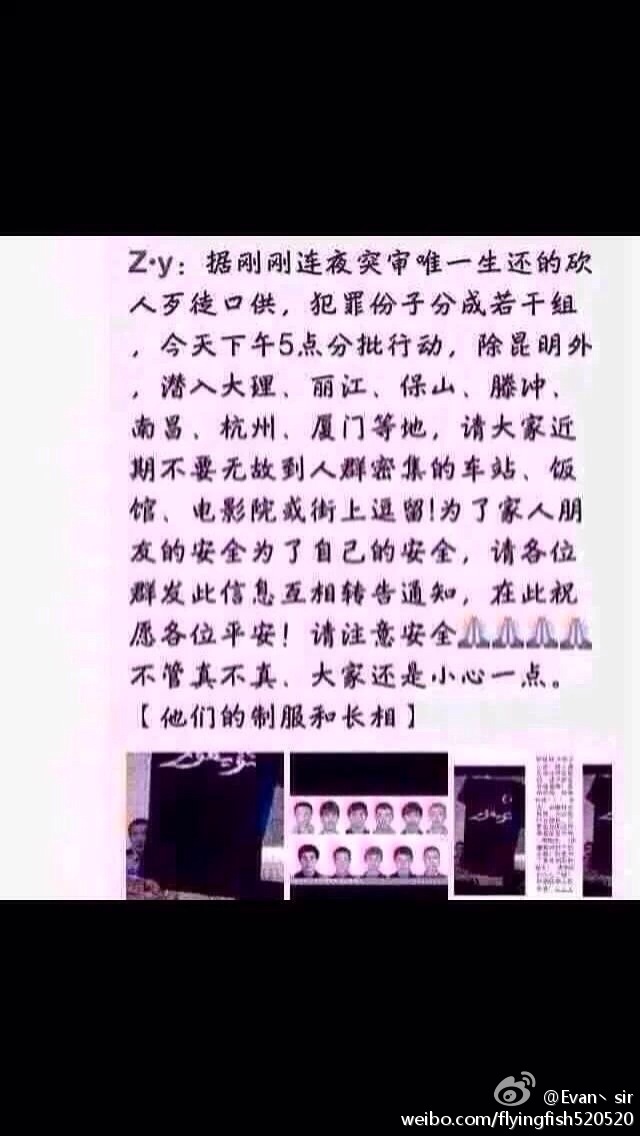 Z·y：据刚刚连夜突审唯一生还的砍
人歹徒口供，犯罪份子分成若干组
，今天下午5点分批行动，除昆明外
，潜入大理、丽江、保山、滕冲、
南昌、杭州、厦门等地，请大家近
期不要无故到人群密集的车站、饭
馆、电影院或街上逗留!为了家人朋
友的安全为了自己的安全，请各位
群发此信息互相转告通知，在此祝
愿各位平安！请注意安全
不管真不真、大家还是小心一点。
【他们的制服和长相】
@Evan丶sir
weibo.com/flyingfish520520